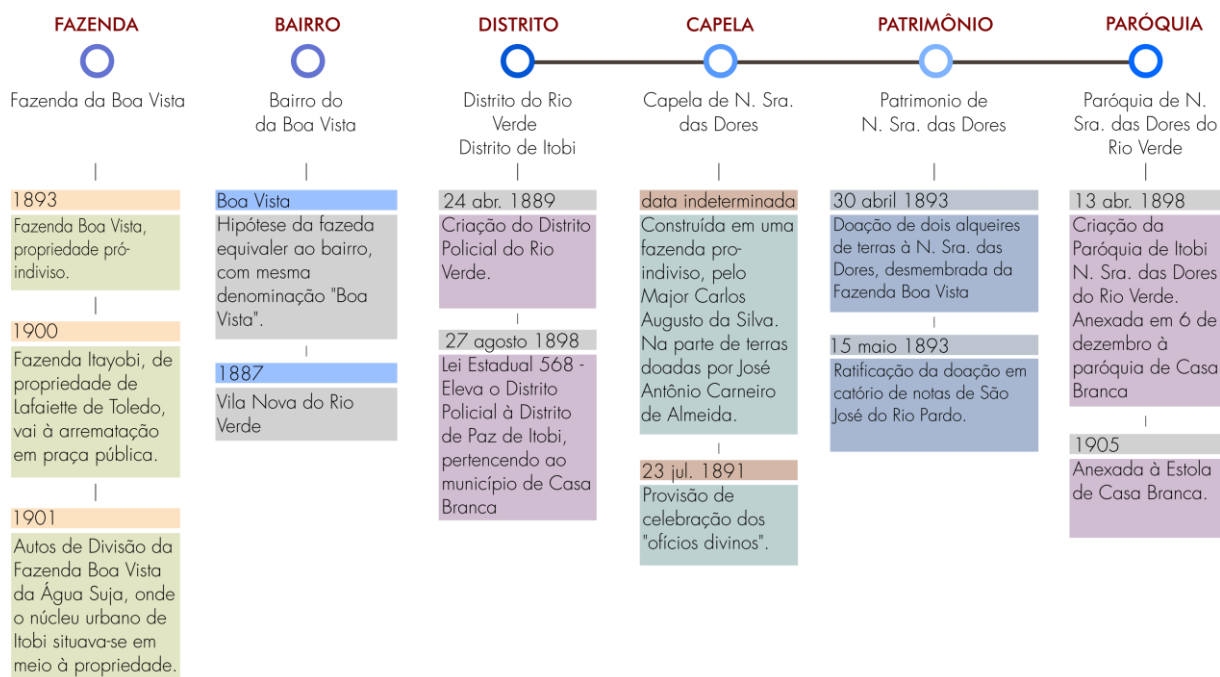 FAZENDA
Fazenda da Boa Vista
1893
Fazenda Boa Vista,
propriedade pró-
indiviso.
1900
Fazenda Itayobi, de
propriedade de
Lafaiette de Toledo,
vai à arrematação
em praça pública.
1901
Autos de Divisão da
Fazenda Boa Vista
da Água Suja, onde
o núcleu urbano de
Itobi situava-se em
meio à propriedade.
BAIRRO
Bairro do
da Boa Vista
Boa Vista
Hipótese da fazeda
equivaler ao bairro,
com mesma
denominação "Boa
Vista".
1887
Vila Nova do Rio
Verde
DISTRITO
Distrito do Rio
Verde
Distrito de Itobi
24 abr. 1889
Criação do Distrito
Policial do Rio
Verde.
27 agosto 1898
Lei Estadual 568 -
Eleva o Distrito
Policial à Distrito
de Paz de Itobi,
pertencendo ao
município de Casa
Branca
CAPELA
Capela de N. Sra.
das Dores
data indeterminada
Construída em uma
fazenda pro-
indiviso, pelo
Major Carlos
Augusto da Silva.
Na parte de terras
doadas por José
Antônio Carneiro
de Almeida.
23 jul. 1891
Provisão de
celebração dos
"ofícios divinos".
PATRIMÔNIO
Patrimonio de
N. Sra. das Dores
30 abril 1893
Doação de dois alqueires
de terras à N. Sra. das
Dores, desmembrada da
Fazenda Boa Vista
15 maio 1893
Ratificação da doação em
catório de notas de São
José do Rio Pardo.
PARÓQUIA
Paróquia de N.
Sra. das Dores do
Rio Verde
13 abr. 1898
Criação da
Paróquia de Itobi
N. Sra. das Dores
do Rio Verde.
Anexada em 6 de
dezembro à
paróquia de Casa
Branca
1905
Anexada à Estola
de Casa Branca.